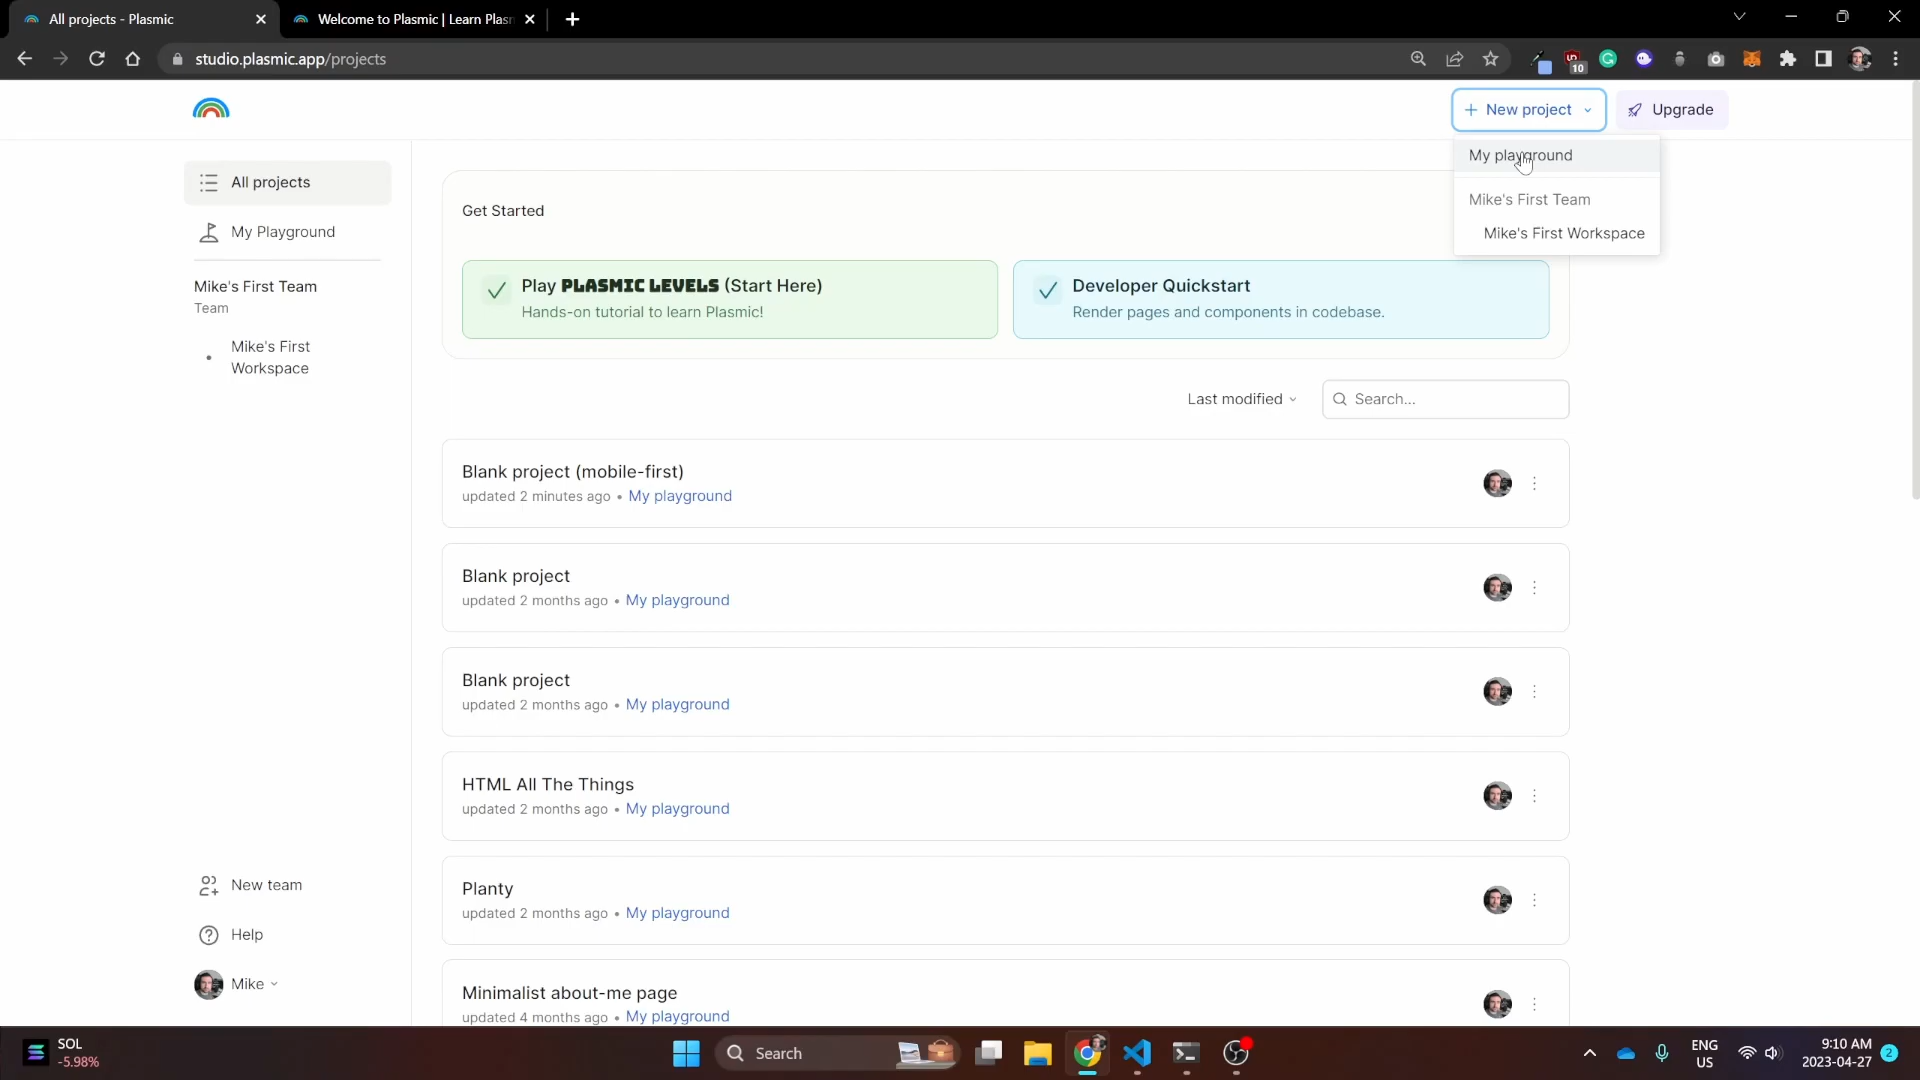 All projects - Plasmic
Welcome to Plasmic | Learn Plasm
studio.plasmic.app/projects
10
New project
Upgrade
My playground
Mike's First Team
Mike's First Workspace
All projects
My Playground
Mike's First Team
Team
Mike's First
Workspace
Get Started
Play PLASMIC LEVELS (Start Here)
Hands-on tutorial to learn Plasmic!
Developer Quickstart
Render pages and components in codebase.
Last modified
Search...
Blank project (mobile-first)
updated 2 minutes ago • My playground
Blank project
updated 2 months ago • My playground
Blank project
updated 2 months ago • My playground
HTML All The Things
updated 2 months ago • My playground
Planty
updated 2 months ago • My playground
Minimalist about-me page
updated 4 months ago • My playground
New team
Help
Mike
SOL
-5.98%
Search
ENG
US
9:10 AM
2023-04-27
2